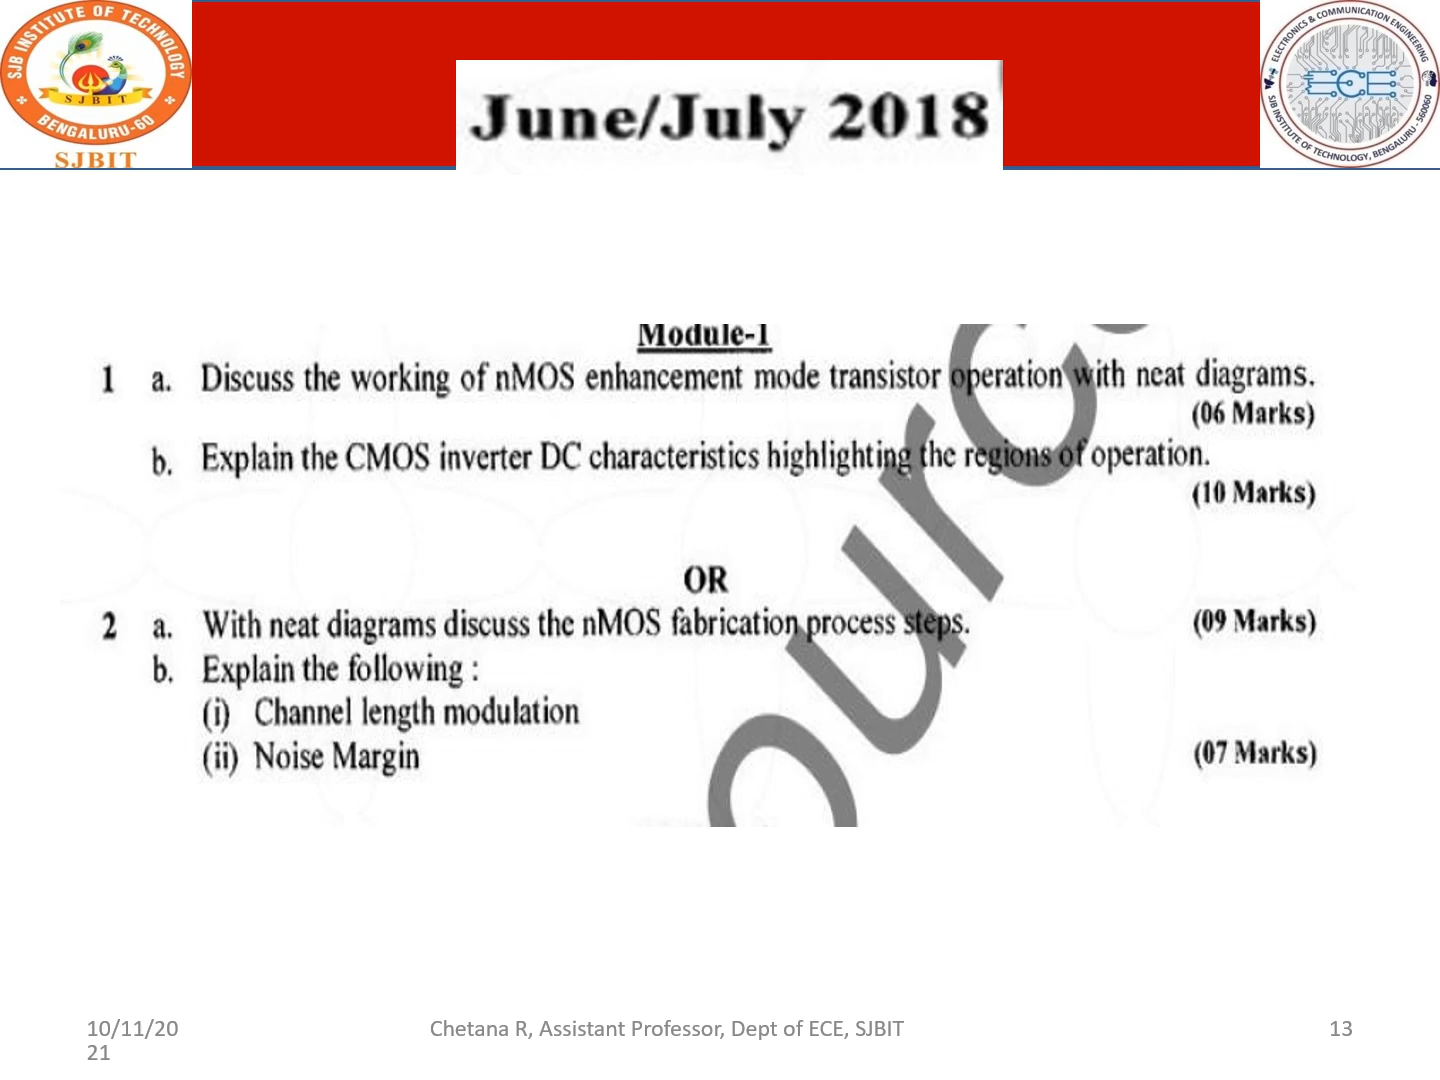 SJB INSTITUTE OF TECHNOLOGY
SJBIT
BENGALURU-60
SJBIT
June/July 2018
ELECTRONICS & COMMUNICATION ENGINEERING
ECE
SJB INSTITUTE OF TECHNOLOGY, BENGALURU - 560060
Module-1
1 a. Discuss the working of nMOS enhancement mode transistor operation with neat diagrams.
(06 Marks)
b. Explain the CMOS inverter DC characteristics highlighting the regions of operation.
(10 Marks)
OR
2 a. With neat diagrams discuss the nMOS fabrication process steps. (09 Marks)
b. Explain the following :
(i) Channel length modulation
(ii) Noise Margin (07 Marks)
ource
10/11/20
21
Chetana R, Assistant Professor, Dept of ECE, SJBIT
13